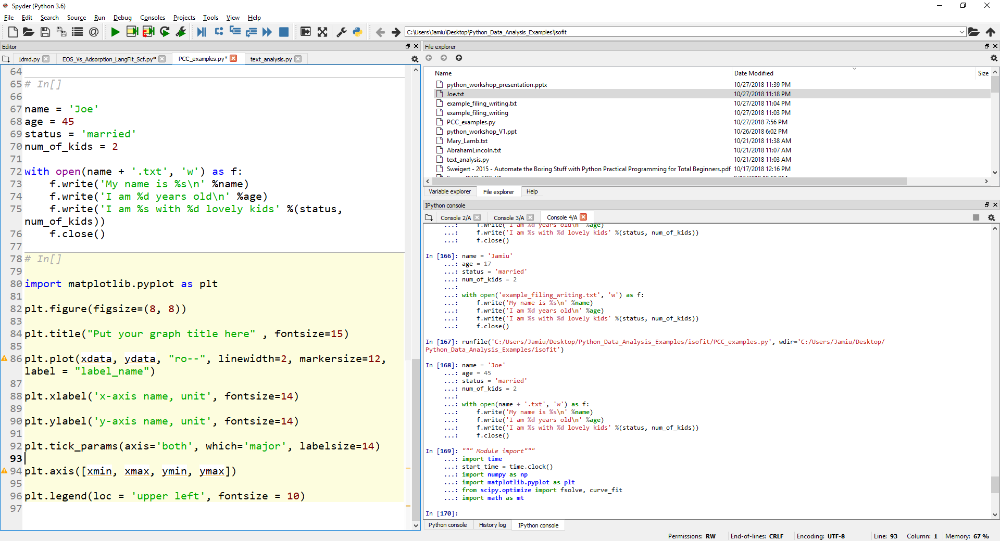 Spyder (Python 3.6)
File Edit Search Source Run Debug Consoles Projects Tools View Help
C:\Users\Jamiu\Desktop\Python_Data_Analysis_Examples\isofit
Editor
1dmd.py EOS_Vs_Adsorption_LangFit_Scf.py* PCC_examples.py* text_analysis.py
64
65 # In[]
66
67 name = 'Joe'
68 age = 45
69 status = 'married'
70 num_of_kids = 2
71
72 with open(name + '.txt', 'w') as f:
73     f.write('My name is %s\n' %name)
74     f.write('I am %d years old\n' %age)
75     f.write('I am %s with %d lovely kids' %(status,
num_of_kids))
76     f.close()
77
78 # In[]
79
80 import matplotlib.pyplot as plt
81
82 plt.figure(figsize=(8, 8))
83
84 plt.title("Put your graph title here" , fontsize=15)
85
86 plt.plot(xdata, ydata, "ro--", linewidth=2, markersize=12,
label = "label_name")
87
88 plt.xlabel('x-axis name, unit', fontsize=14)
89
90 plt.ylabel('y-axis name, unit', fontsize=14)
91
92 plt.tick_params(axis='both', which='major', labelsize=14)
93
94 plt.axis([xmin, xmax, ymin, ymax])
95
96 plt.legend(loc = 'upper left', fontsize = 10)
97
File explorer
Name Date Modified Size
python_workshop_presentation.pptx 10/27/2018 11:39 PM
Joe.txt 10/27/2018 11:18 PM
example_filing_writing.txt 10/27/2018 11:04 PM
example_filing_writing 10/27/2018 11:03 PM
PCC_examples.py 10/27/2018 7:56 PM
python_workshop_V1.ppt 10/26/2018 6:02 PM
Mary_Lamb.txt 10/21/2018 11:38 AM
AbrahamLincoln.txt 10/21/2018 11:07 AM
text_analysis.py 10/21/2018 11:03 AM
Sweigert - 2015 - Automate the Boring Stuff with Python Practical Programming for Total Beginners.pdf 10/17/2018 12:16 PM
Variable explorer File explorer Help
IPython console
Console 2/A Console 3/A Console 4/A
...:     f.write('I am %d years old\n' %age)
...:     f.write('I am %s with %d lovely kids' %(status, num_of_kids))
...:     f.close()
In [166]: name = 'Jamiu'
...: age = 17
...: status = 'married'
...: num_of_kids = 2
...:
...: with open('example_filing_writing.txt', 'w') as f:
...:     f.write('My name is %s\n' %name)
...:     f.write('I am %d years old\n' %age)
...:     f.write('I am %s with %d lovely kids' %(status, num_of_kids))
...:     f.close()
In [167]: runfile('C:/Users/Jamiu/Desktop/Python_Data_Analysis_Examples/isofit/PCC_examples.py', wdir='C:/Users/Jamiu/Desktop/
Python_Data_Analysis_Examples/isofit')
In [168]: name = 'Joe'
...: age = 45
...: status = 'married'
...: num_of_kids = 2
...:
...: with open(name + '.txt', 'w') as f:
...:     f.write('My name is %s\n' %name)
...:     f.write('I am %d years old\n' %age)
...:     f.write('I am %s with %d lovely kids' %(status, num_of_kids))
...:     f.close()
In [169]: """ Module import"""
...: import time
...: start_time = time.clock()
...: import numpy as np
...: import matplotlib.pyplot as plt
...: from scipy.optimize import fsolve, curve_fit
...: import math as mt
In [170]:
Python console History log IPython console
Permissions: RW End-of-lines: CRLF Encoding: UTF-8 Line: 93 Column: 1 Memory: 67 %